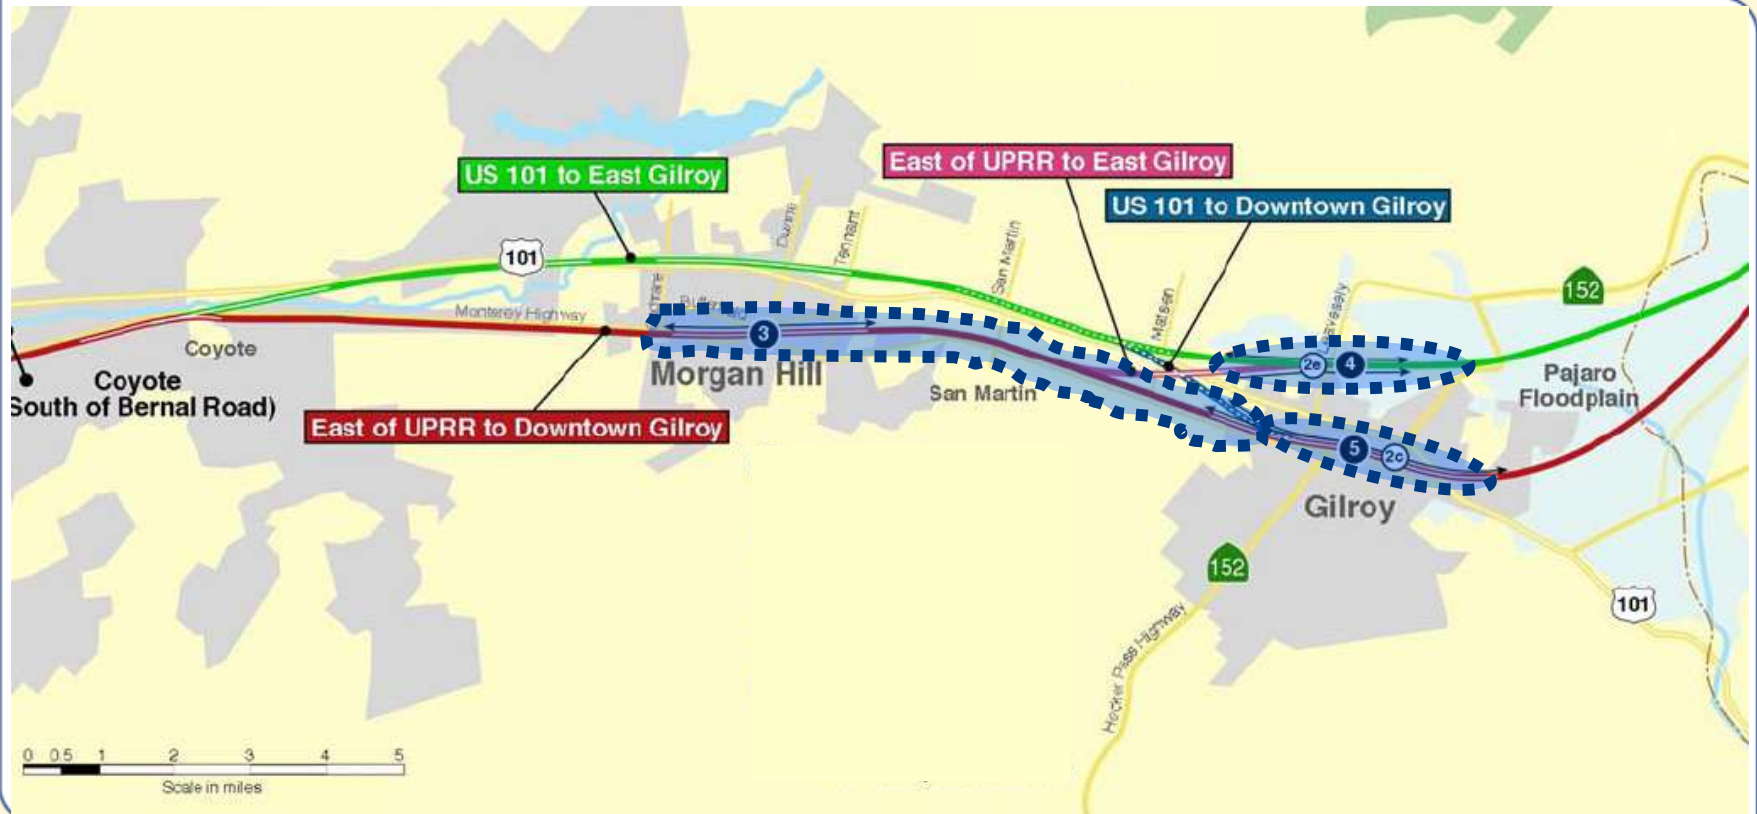 US 101 to East Gilroy
East of UPRR to East Gilroy
US 101 to Downtown Gilroy
101
Dunne
Tennant
San Martin
Masten
152
Monterey Highway
3
2e
4
Coyote
Coyote
South of Bernal Road)
Morgan Hill
San Martin
Pajaro
Floodplain
East of UPRR to Downtown Gilroy
5
2c
Gilroy
152
101
Hecker Pass Highway
0 0.5 1 2 3 4 5
Scale in miles